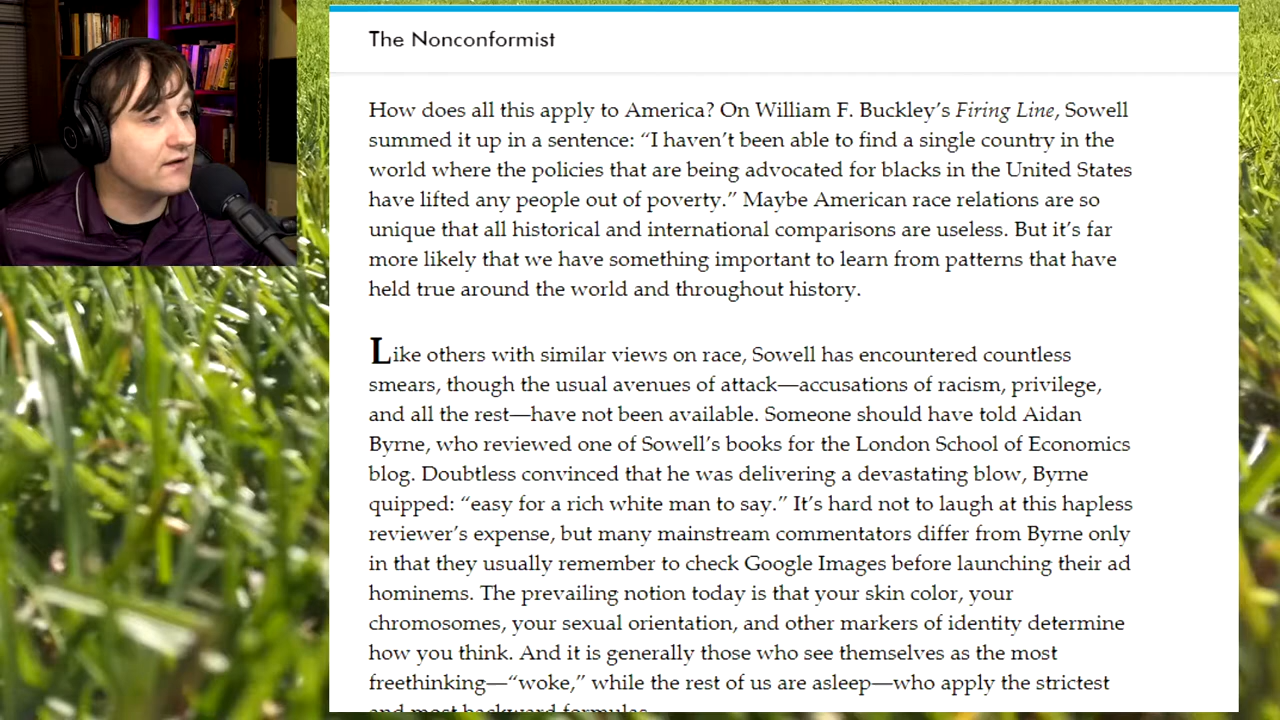 The Nonconformist
How does all this apply to America? On William F. Buckley’s Firing Line, Sowell
summed it up in a sentence: “I haven’t been able to find a single country in the
world where the policies that are being advocated for blacks in the United States
have lifted any people out of poverty.” Maybe American race relations are so
unique that all historical and international comparisons are useless. But it’s far
more likely that we have something important to learn from patterns that have
held true around the world and throughout history.
Like others with similar views on race, Sowell has encountered countless
smears, though the usual avenues of attack—accusations of racism, privilege,
and all the rest—have not been available. Someone should have told Aidan
Byrne, who reviewed one of Sowell’s books for the London School of Economics
blog. Doubtless convinced that he was delivering a devastating blow, Byrne
quipped: “easy for a rich white man to say.” It’s hard not to laugh at this hapless
reviewer’s expense, but many mainstream commentators differ from Byrne only
in that they usually remember to check Google Images before launching their ad
hominems. The prevailing notion today is that your skin color, your
chromosomes, your sexual orientation, and other markers of identity determine
how you think. And it is generally those who see themselves as the most
freethinking—“woke,” while the rest of us are asleep—who apply the strictest
and most backward formulas.